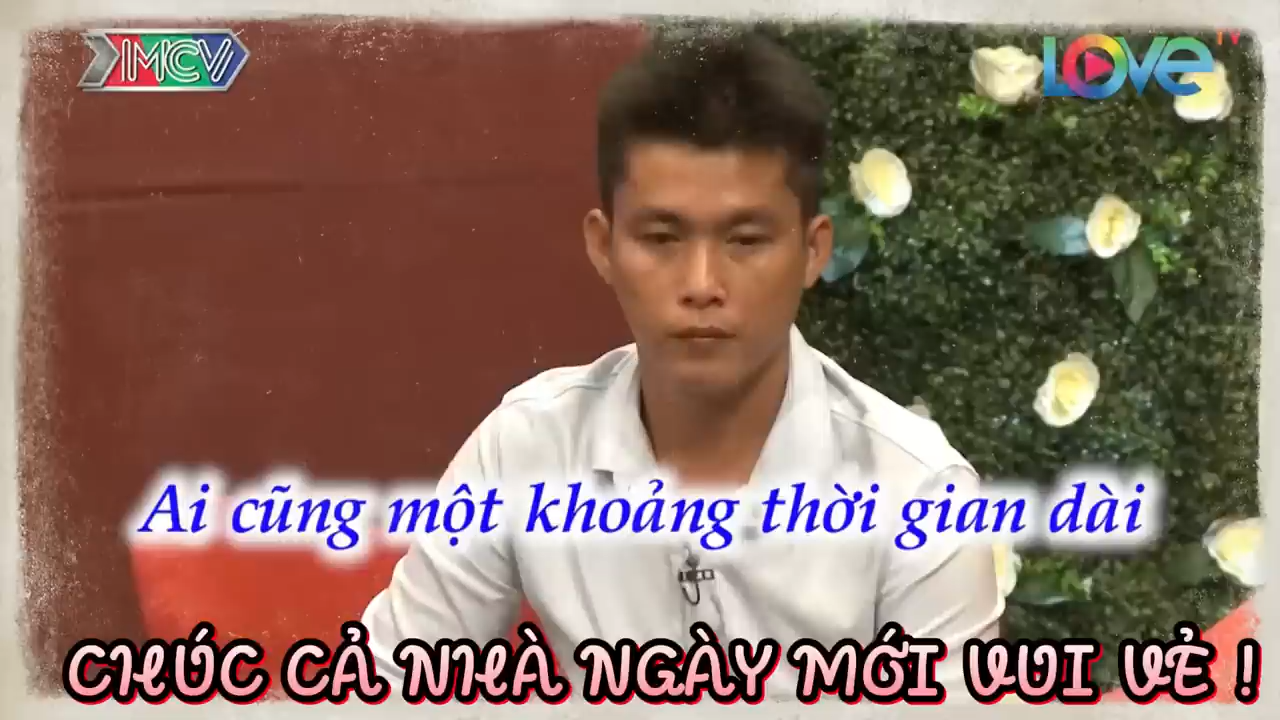 MCV
LOVE TV
Ai cũng một khoảng thời gian dài
CHÚC CẢ NHÀ NGÀY MỚI VUI VẺ !